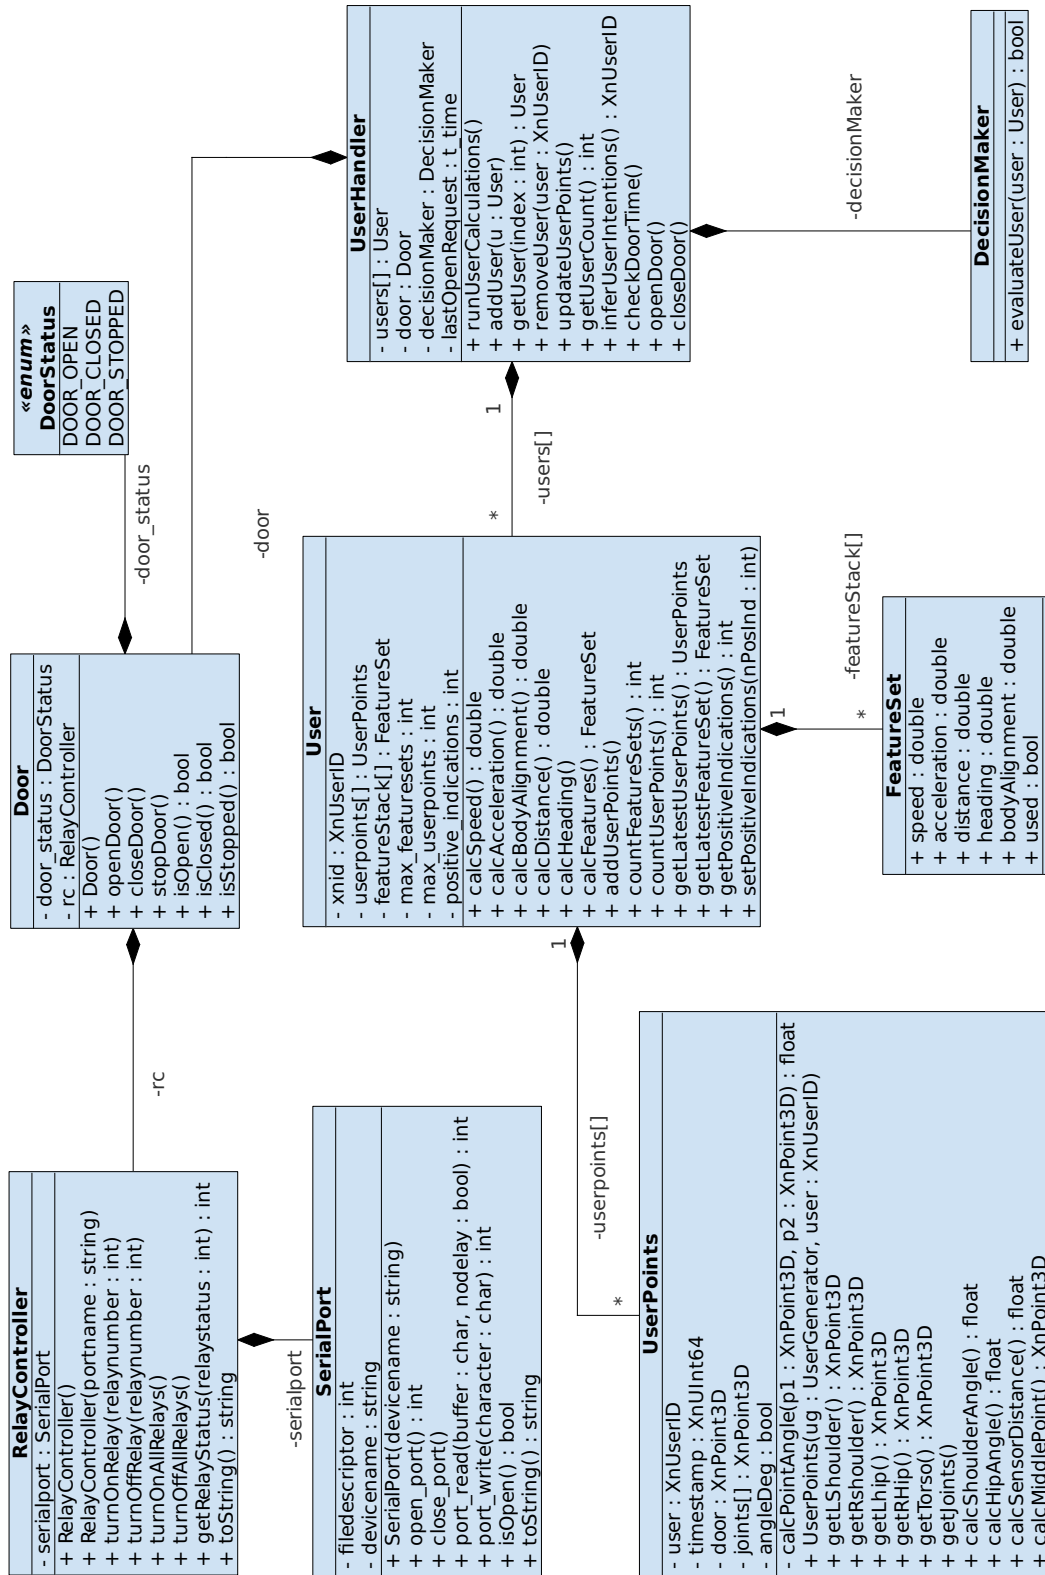 RelayController
- serialport : SerialPort
+ RelayController()
+ RelayController(portname : string)
+ turnOnRelay(relaynumber : int)
+ turnOffRelay(relaynumber : int)
+ turnOnAllRelays()
+ turnOffAllRelays()
+ getRelayStatus(relaystatus : int) : int
+ toString() : string
-rc
Door
- door_status : DoorStatus
- rc : RelayController
+ Door()
+ openDoor()
+ closeDoor()
+ stopDoor()
+ isOpen() : bool
+ isClosed() : bool
+ isStopped() : bool
-door_status
«enum»
DoorStatus
DOOR_OPEN
DOOR_CLOSED
DOOR_STOPPED
-door
-serialport
SerialPort
- filedescriptor : int
- devicename : string
+ SerialPort(devicename : string)
+ open_port() : int
+ close_port()
+ port_read(buffer : char, nodelay : bool) : int
+ port_write(character : char) : int
+ isOpen() : bool
+ toString() : string
User
- xnid : XnUserID
- userpoints[] : UserPoints
- featureStack[] : FeatureSet
- max_featuresets : int
- max_userpoints : int
- positive_indications : int
+ calcSpeed() : double
+ calcAcceleration() : double
+ calcBodyAlignment() : double
+ calcDistance() : double
+ calcHeading()
+ calcFeatures() : FeatureSet
+ addUserPoints()
+ countFeatureSets() : int
+ countUserPoints() : int
+ getLatestUserPoints() : UserPoints
+ getLatestFeatureSet() : FeatureSet
+ getPositiveIndications() : int
+ setPositiveIndications(nPosInd : int)
*
-users[]
1
UserHandler
- users[] : User
- door : Door
- decisionMaker : DecisionMaker
- lastOpenRequest : t_time
+ runUserCalculations()
+ addUser(u : User)
+ getUser(index : int) : User
+ removeUser(user : XnUserID)
+ updateUserPoints()
+ getUserCount() : int
+ inferUserIntentions() : XnUserID
+ checkDoorTime()
+ openDoor()
+ closeDoor()
1
-userpoints[]
*
UserPoints
- user : XnUserID
- timestamp : XnUInt64
- door : XnPoint3D
- joints[] : XnPoint3D
- angleDeg : bool
- calcPointAngle(p1 : XnPoint3D, p2 : XnPoint3D) : float
+ UserPoints(ug : UserGenerator, user : XnUserID)
+ getLShoulder() : XnPoint3D
+ getRshoulder() : XnPoint3D
+ getLhip() : XnPoint3D
+ getRHip() : XnPoint3D
+ getTorso() : XnPoint3D
+ getJoints()
+ calcShoulderAngle() : float
+ calcHipAngle() : float
+ calcSensorDistance() : float
+ calcMiddlePoint() : XnPoint3D
1
-featureStack[]
*
FeatureSet
+ speed : double
+ acceleration : double
+ distance : double
+ heading : double
+ bodyAlignment : double
+ used : bool
-decisionMaker
DecisionMaker
+ evaluateUser(user : User) : bool